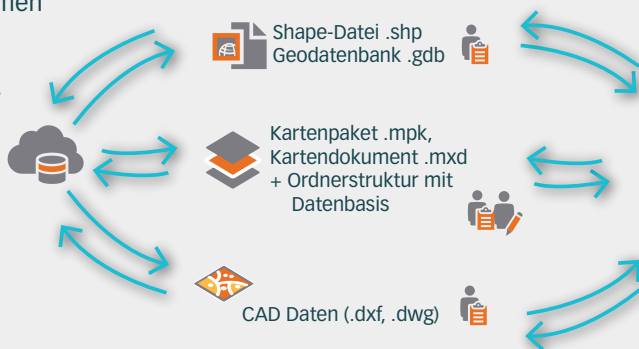 Shape-Datei .shp
Geodatenbank .gdb
Kartenpaket .mpk,
Kartendokument .mxd
+ Ordnerstruktur mit
Datenbasis
CAD Daten (.dxf, .dwg)